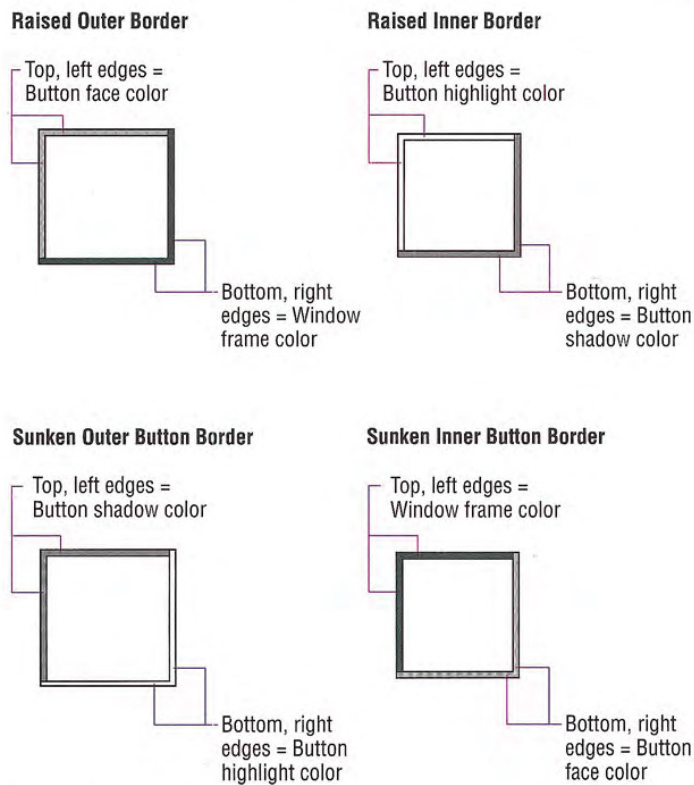 Raised Outer Border
Top, left edges =
Button face color
Bottom, right
edges = Window
frame color
Raised Inner Border
Top, left edges =
Button highlight color
Bottom, right
edges = Button
shadow color
Sunken Outer Button Border
Top, left edges =
Button shadow color
Bottom, right
edges = Button
highlight color
Sunken Inner Button Border
Top, left edges =
Window frame color
Bottom, right
edges = Button
face color